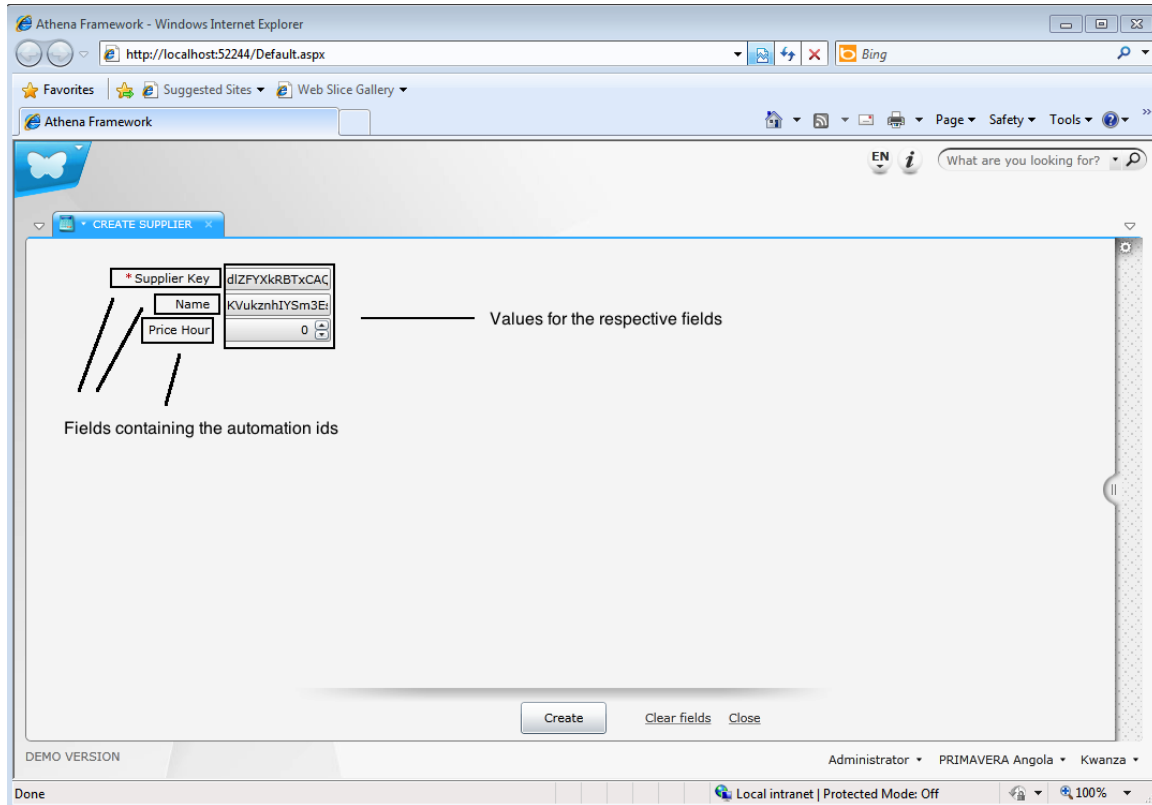 Athena Framework - Windows Internet Explorer
http://localhost:52244/Default.aspx
Bing
Favorites Suggested Sites Web Slice Gallery
Athena Framework
Page Safety Tools
EN i What are you looking for?
CREATE SUPPLIER
* Supplier Key
Name
Price Hour 0
Values for the respective fields
Fields containing the automation ids
Create Clear fields Close
DEMO VERSION
Administrator PRIMAVERA Angola Kwanza
Done Local intranet | Protected Mode: Off 100%